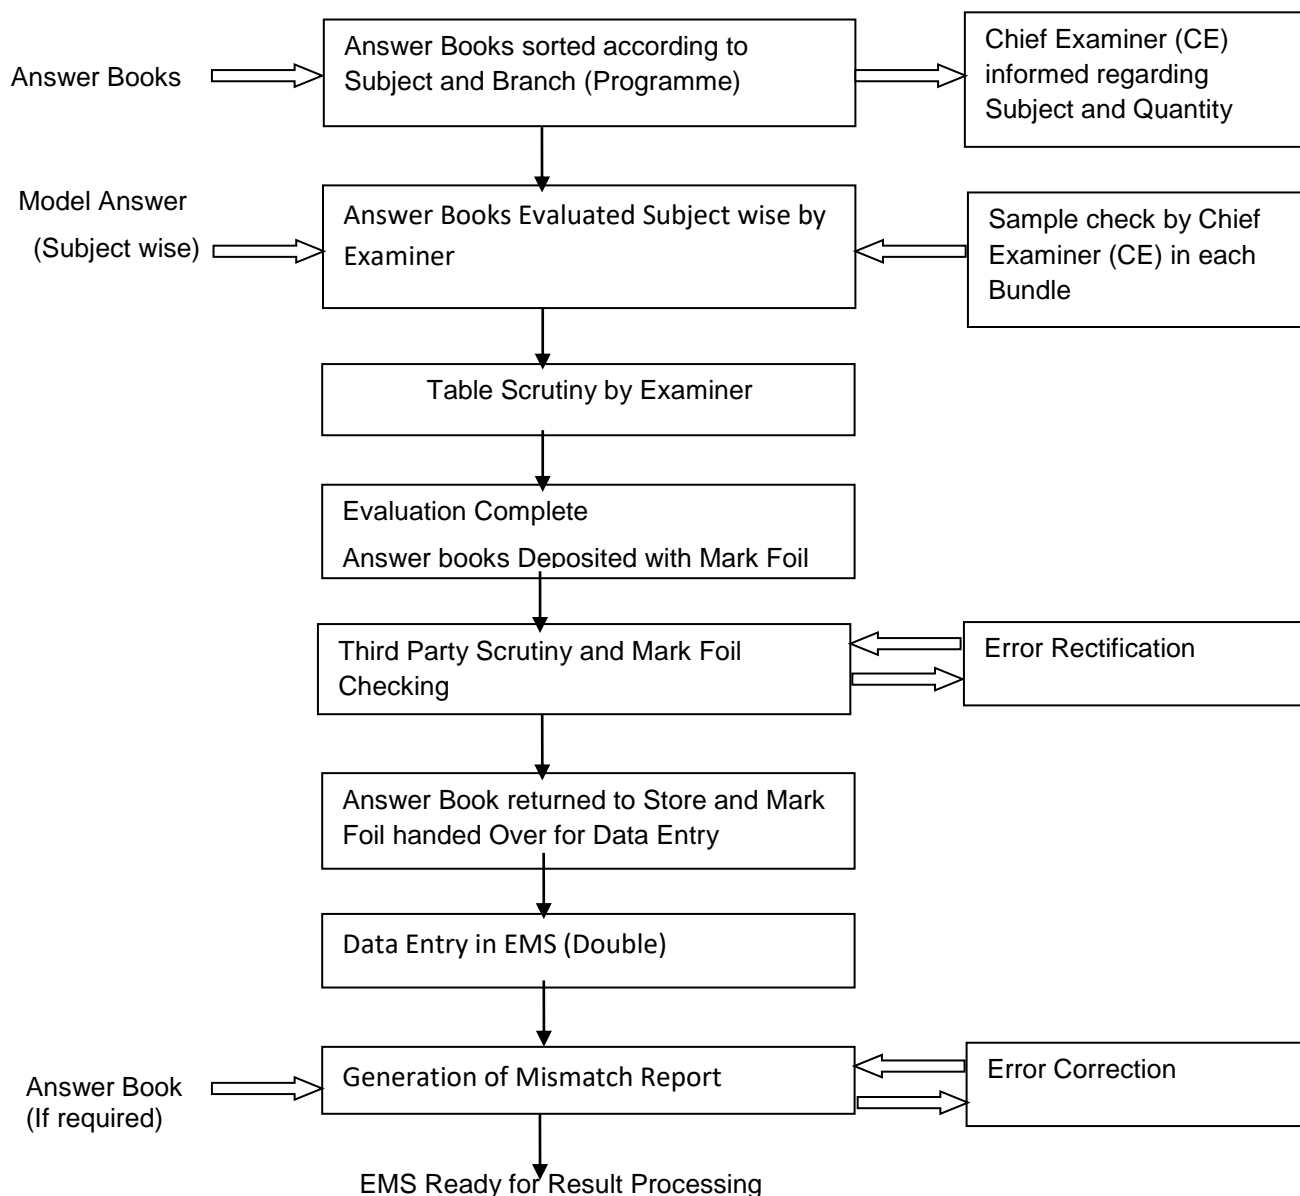 Answer Books
Answer Books sorted according to
Subject and Branch (Programme)
Chief Examiner (CE)
informed regarding
Subject and Quantity
Model Answer
(Subject wise)
Answer Books Evaluated Subject wise by
Examiner
Sample check by Chief
Examiner (CE) in each
Bundle
Table Scrutiny by Examiner
Evaluation Complete
Answer books Deposited with Mark Foil
Third Party Scrutiny and Mark Foil
Checking
Error Rectification
Answer Book returned to Store and Mark
Foil handed Over for Data Entry
Data Entry in EMS (Double)
Answer Book
(If required)
Generation of Mismatch Report
Error Correction
EMS Ready for Result Processing